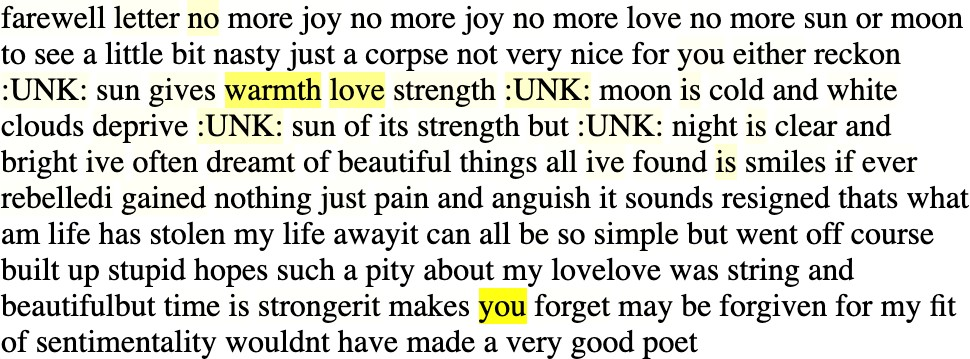 farewell letter no more joy no more joy no more love no more sun or moon
to see a little bit nasty just a corpse not very nice for you either reckon
:UNK: sun gives warmth love strength :UNK: moon is cold and white
clouds deprive :UNK: sun of its strength but :UNK: night is clear and
bright ive often dreamt of beautiful things all ive found is smiles if ever
rebelledi gained nothing just pain and anguish it sounds resigned thats what
am life has stolen my life awayit can all be so simple but went off course
built up stupid hopes such a pity about my lovelove was string and
beautifulbut time is strongerit makes you forget may be forgiven for my fit
of sentimentality wouldnt have made a very good poet